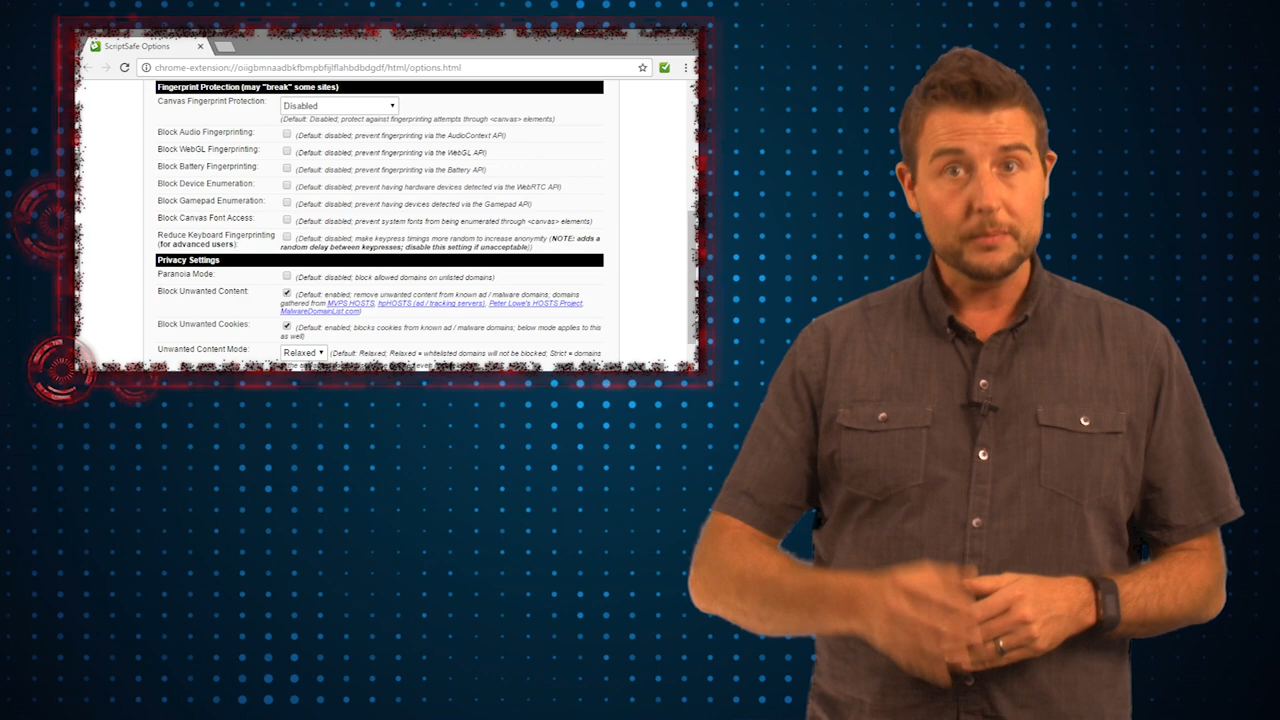 ScriptSafe Options
chrome-extension://oiigbmnaadbkfbmpbfijlflahbdbdgdf/html/options.html
Fingerprint Protection (may "break" some sites)
Canvas Fingerprint Protection: Disabled
(Default: Disabled; protect against fingerprinting attempts through <canvas> elements)
Block Audio Fingerprinting: (Default: disabled; prevent fingerprinting via the AudioContext API)
Block WebGL Fingerprinting: (Default: disabled; prevent fingerprinting via the WebGL API)
Block Battery Fingerprinting: (Default: disabled; prevent fingerprinting via the Battery API)
Block Device Enumeration: (Default: disabled; prevent having hardware devices detected via the WebRTC API)
Block Gamepad Enumeration: (Default: disabled; prevent having devices detected via the Gamepad API)
Block Canvas Font Access: (Default: disabled; prevent system fonts from being enumerated through <canvas> elements)
Reduce Keyboard Fingerprinting (Default: disabled; make keypress timings more random to increase anonymity (NOTE: adds a
(for advanced users): random delay between keypresses; disable this setting if unacceptable))
Privacy Settings
Paranoia Mode: (Default: disabled; block allowed domains on unlisted domains)
Block Unwanted Content: (Default: enabled; remove unwanted content from known ad / malware domains; domains
gathered from MVPS HOSTS, hpHOSTS (ad / tracking servers), Peter Lowe's HOSTS Project,
MalwareDomainList.com)
Block Unwanted Cookies: (Default: enabled; blocks cookies from known ad / malware domains; below mode applies to this
as well)
Unwanted Content Mode: Relaxed (Default: Relaxed; Relaxed = whitelisted domains will not be blocked; Strict = domains